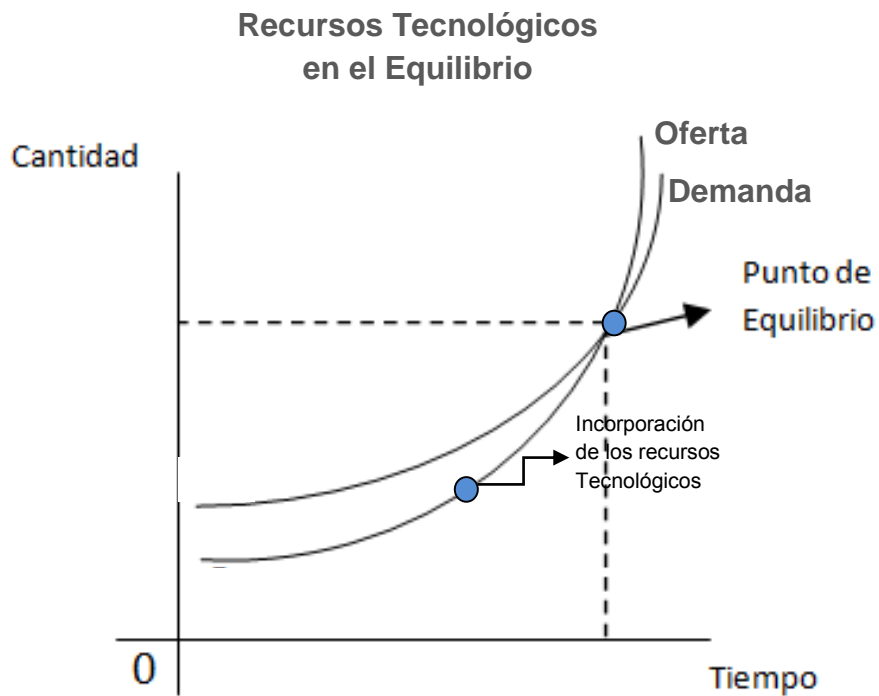 Recursos Tecnológicos
en el Equilibrio
Oferta
Cantidad
Demanda
Punto de
Equilibrio
Incorporación
de los recursos
Tecnológicos
0
Tiempo